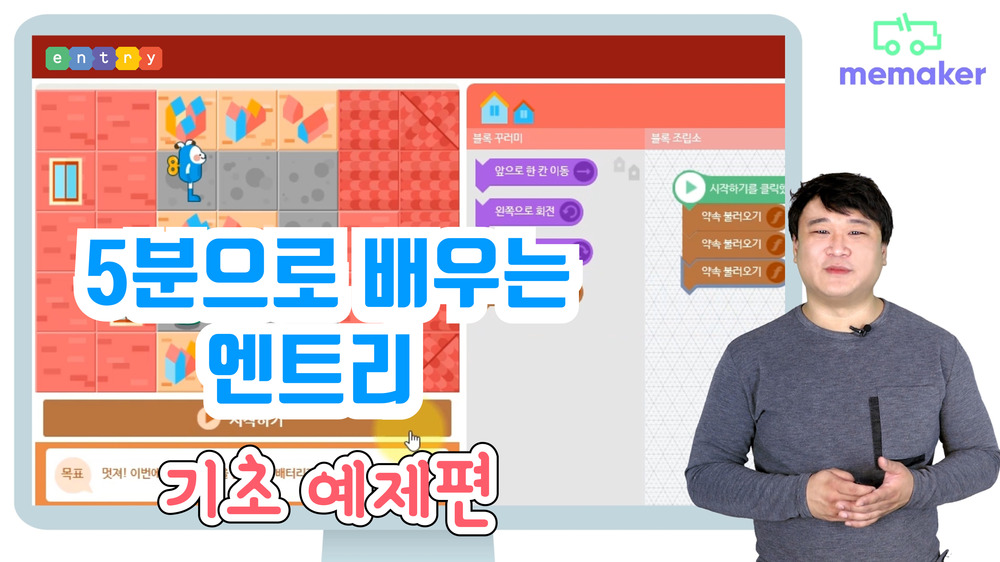 entry
memaker
블록 꾸러미
블록 조립소
앞으로 한 칸 이동
시작하기를 클릭했
왼쪽으로 회전
약속 불러오기
약속 불러오기
약속 불러오기
5분으로 배우는
엔트리
시작하기
목표
멋져! 이번에
배터리
기초 예제편